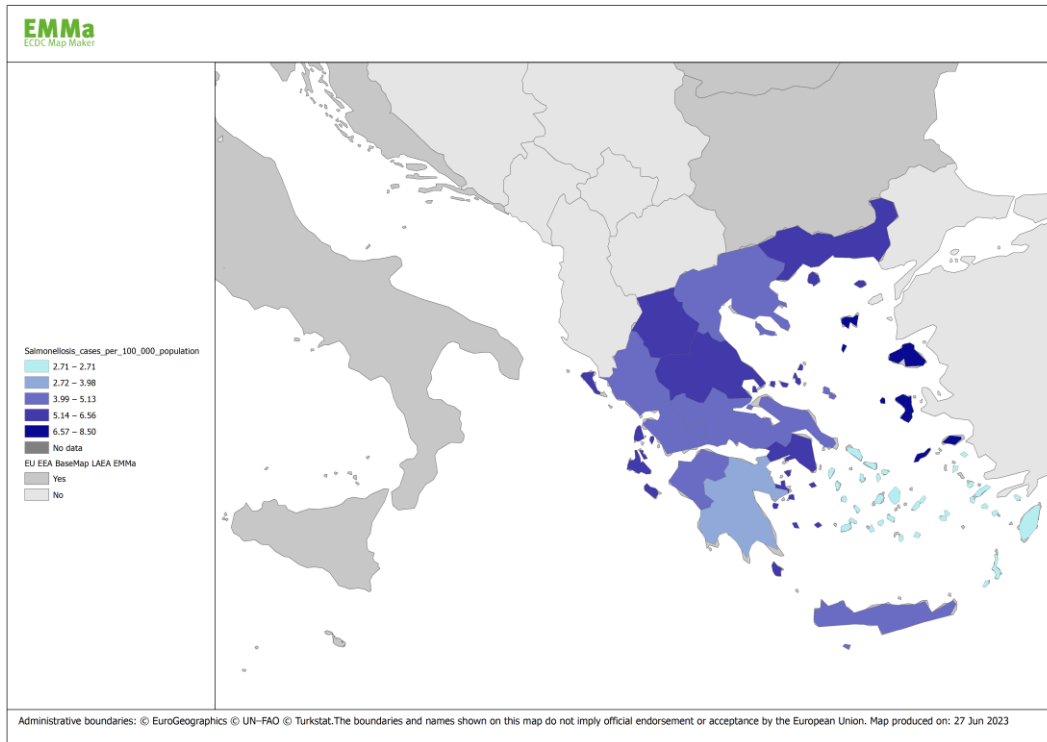 EMMa
ECDC Map Maker
Salmonellosis_cases_per_100_000_population
2.71 – 2.71
2.72 – 3.98
3.99 – 5.13
5.14 – 6.56
6.57 – 8.50
No data
EU EEA BaseMap LAEA EMMa
Yes
No
Administrative boundaries: © EuroGeographics © UN–FAO © Turkstat.The boundaries and names shown on this map do not imply official endorsement or acceptance by the European Union. Map produced on: 27 Jun 2023